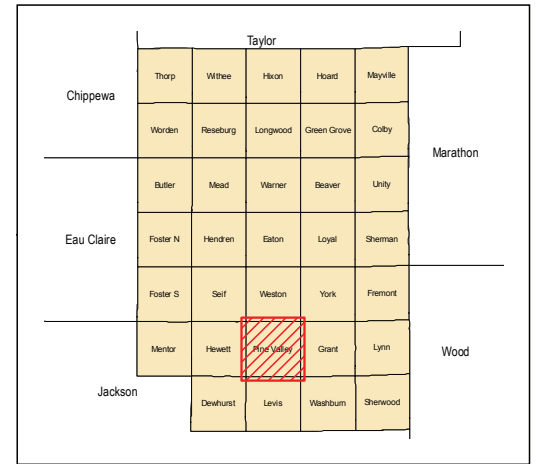 Taylor
Thorp Withee Hixon Hoard Mayville
Chippewa
Worden Reseburg Longwood Green Grove Colby
Marathon
Butler Mead Warner Beaver Unity
Eau Claire Foster N Hendren Eaton Loyal Sherman
Foster S Seif Weston York Fremont
Mentor Hewett Pine Valley Grant Lynn Wood
Jackson
Dewhurst Levis Washburn Sherwood